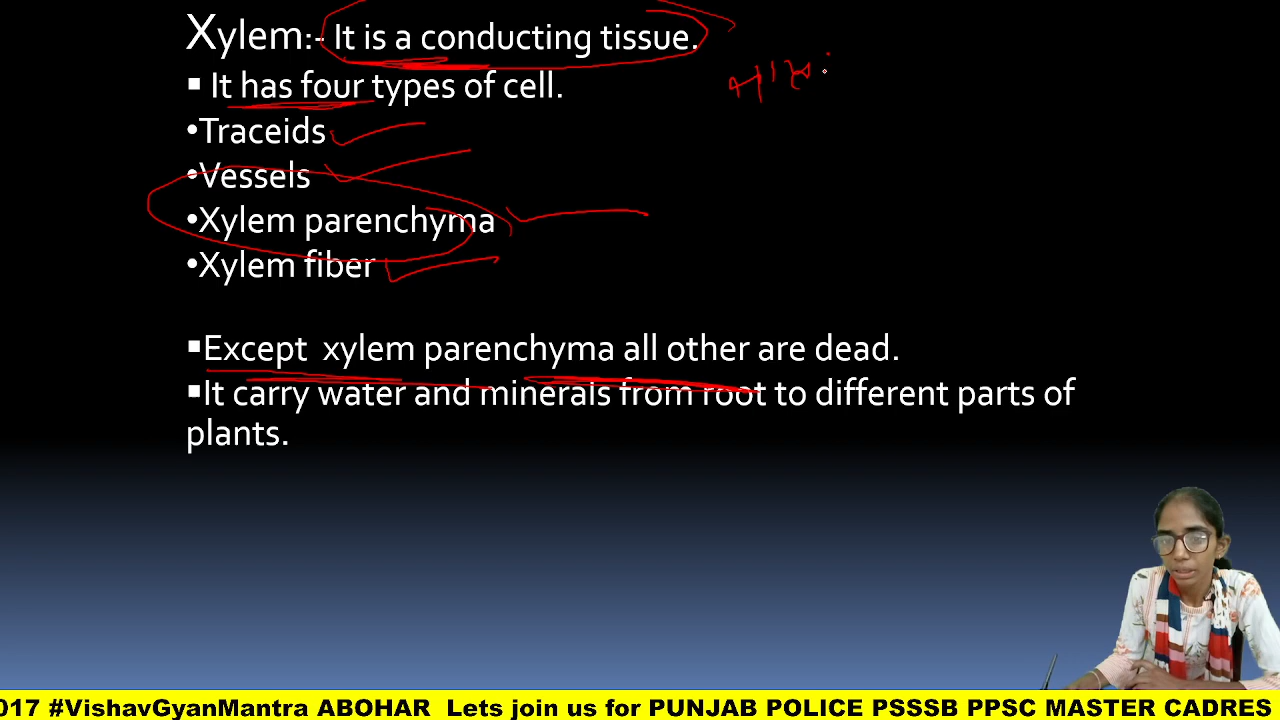 Xylem:- It is a conducting tissue.
▪ It has four types of cell.
•Traceids
•Vessels
•Xylem parenchyma
•Xylem fiber
▪Except xylem parenchyma all other are dead.
▪It carry water and minerals from root to different parts of
plants.
017 #VishavGyanMantra ABOHAR Lets join us for PUNJAB POLICE PSSSB PPSC MASTER CADRES